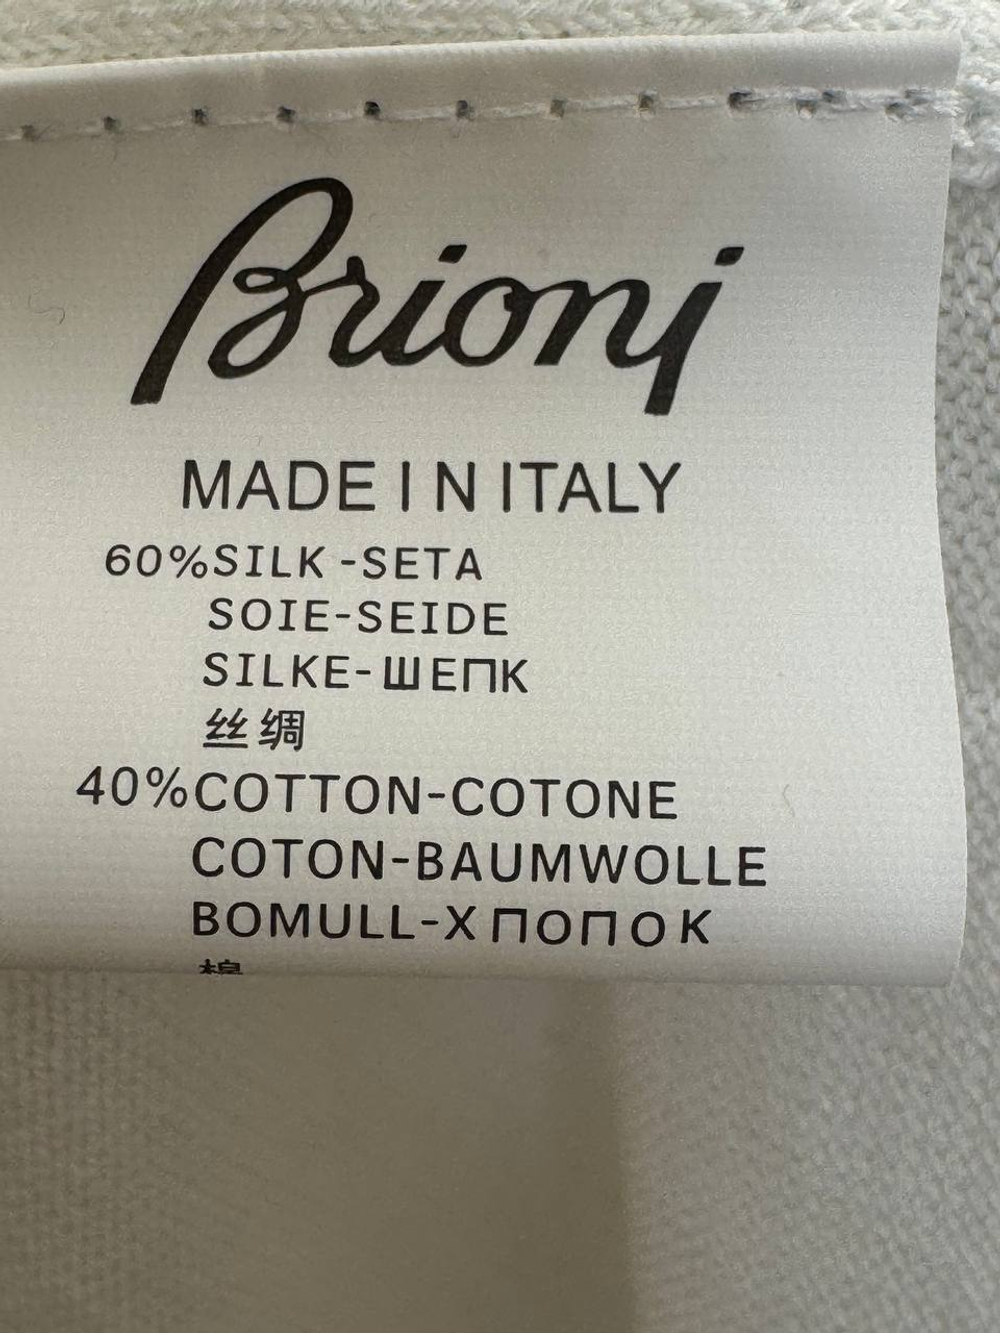 Brioni
MADE IN ITALY
60% SILK - SETA
SOIE-SEIDE
SILKE-ШЕПК
丝绸
40% COTTON-COTONE
COTON-BAUMWOLLE
BOMULL-ХПОПОК
棉